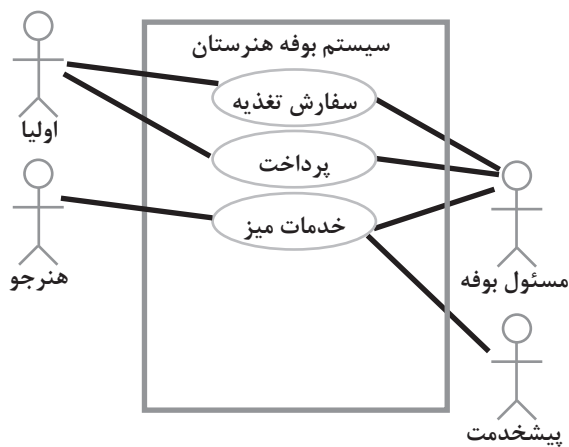 سیستم بوفه هنرستان
سفارش تغذیه
اولیا
پرداخت
خدمات میز
هنرجو
مسئول بوفه
پیشخدمت